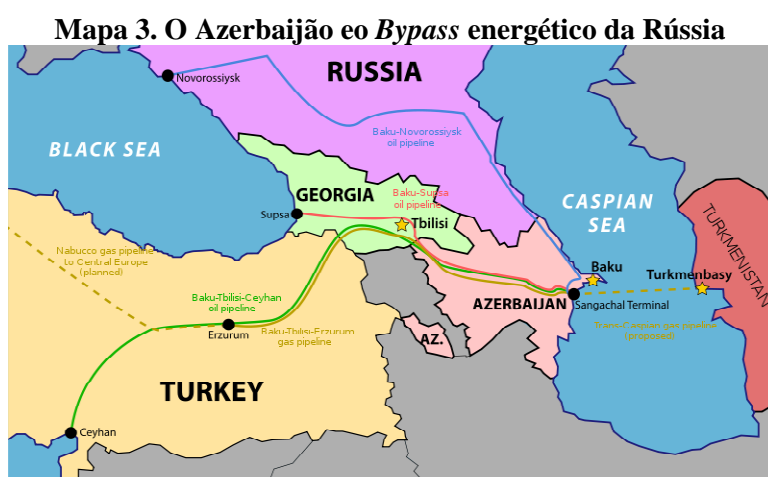 Mapa 3. O Azerbaijão eo Bypass energético da Rússia
RUSSIA
Novorossiysk
Baku-Novorossiysk
oil pipeline
BLACK SEA
GEORGIA
Baku-Supsa
oil pipeline
Supsa
Tbilisi
CASPIAN
SEA
TURKMENISTAN
Nabucco gas pipeline
to Central Europe
(planned)
Baku
Turkmenbasy
Baku-Tbilisi-Ceyhan
oil pipeline
AZERBAIJAN
Sangachal Terminal
Trans-Caspian gas pipeline
(proposed)
Erzurum
Baku-Tbilisi-Erzurum
gas pipeline
AZ.
TURKEY
Ceyhan